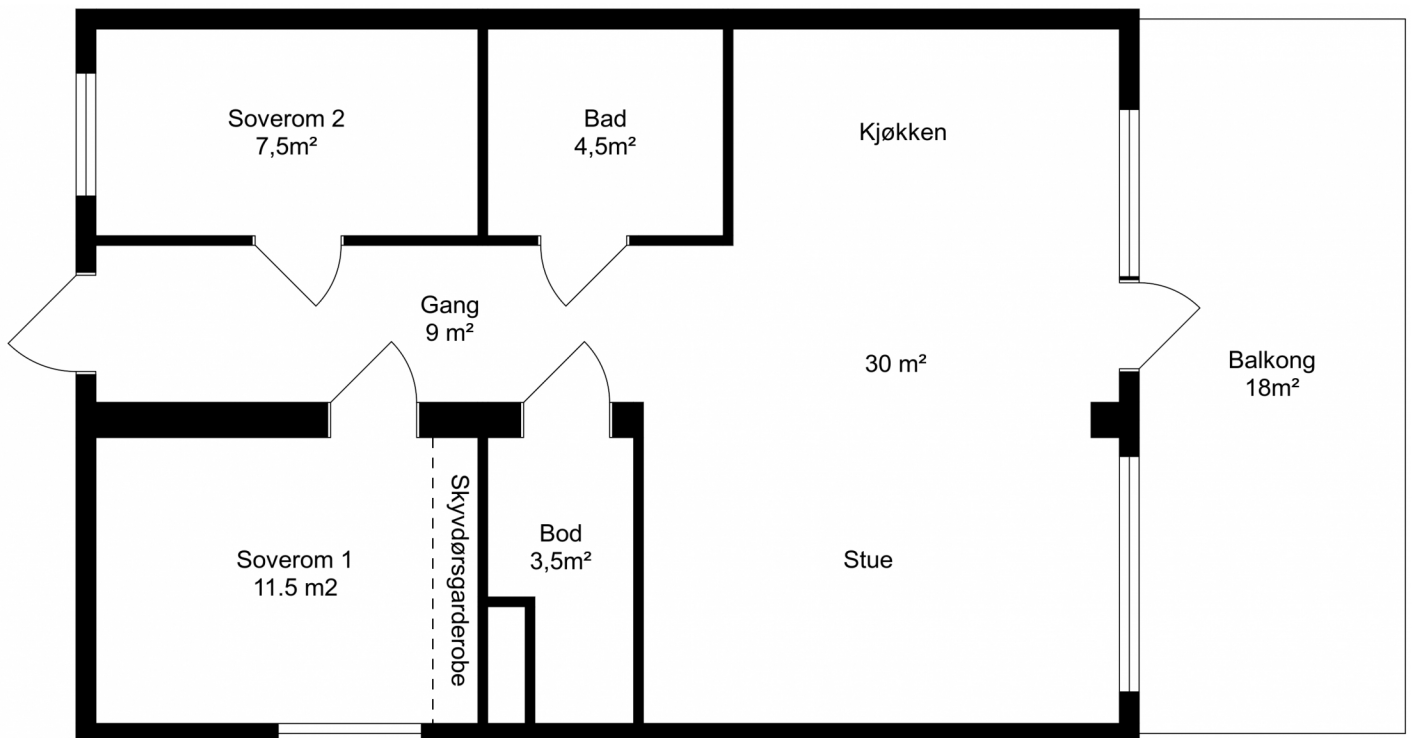 Soverom 2
7,5m²
Bad
4,5m²
Kjøkken
Gang
9 m²
30 m²
Balkong
18m²
Soverom 1
11.5 m2
Skyvdørsgarderobe
Bod
3,5m²
Stue